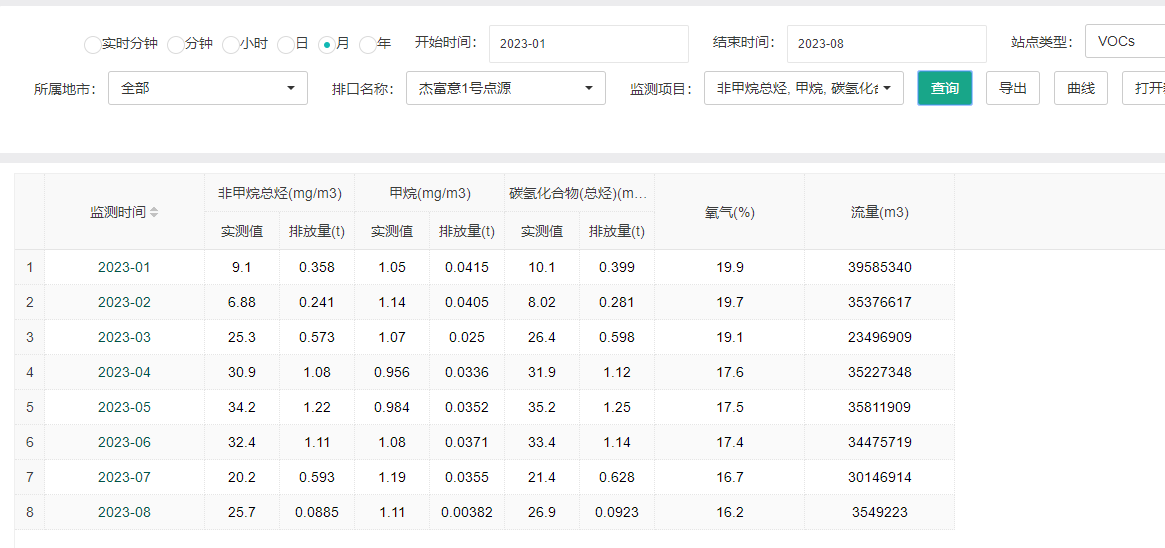 实时分钟 分钟 小时 日 月 年 开始时间: 2023-01 结束时间: 2023-08 站点类型: VOCs
所属地市: 全部 排口名称: 杰富意1号点源 监测项目: 非甲烷总烃, 甲烷, 碳氢化合 查询 导出 曲线 打开
监测时间 非甲烷总烃(mg/m3) 甲烷(mg/m3) 碳氢化合物(总烃)(m... 氧气(%) 流量(m3)
实测值 排放量(t) 实测值 排放量(t) 实测值 排放量(t)
1 2023-01 9.1 0.358 1.05 0.0415 10.1 0.399 19.9 39585340
2 2023-02 6.88 0.241 1.14 0.0405 8.02 0.281 19.7 35376617
3 2023-03 25.3 0.573 1.07 0.025 26.4 0.598 19.1 23496909
4 2023-04 30.9 1.08 0.956 0.0336 31.9 1.12 17.6 35227348
5 2023-05 34.2 1.22 0.984 0.0352 35.2 1.25 17.5 35811909
6 2023-06 32.4 1.11 1.08 0.0371 33.4 1.14 17.4 34475719
7 2023-07 20.2 0.593 1.19 0.0355 21.4 0.628 16.7 30146914
8 2023-08 25.7 0.0885 1.11 0.00382 26.9 0.0923 16.2 3549223